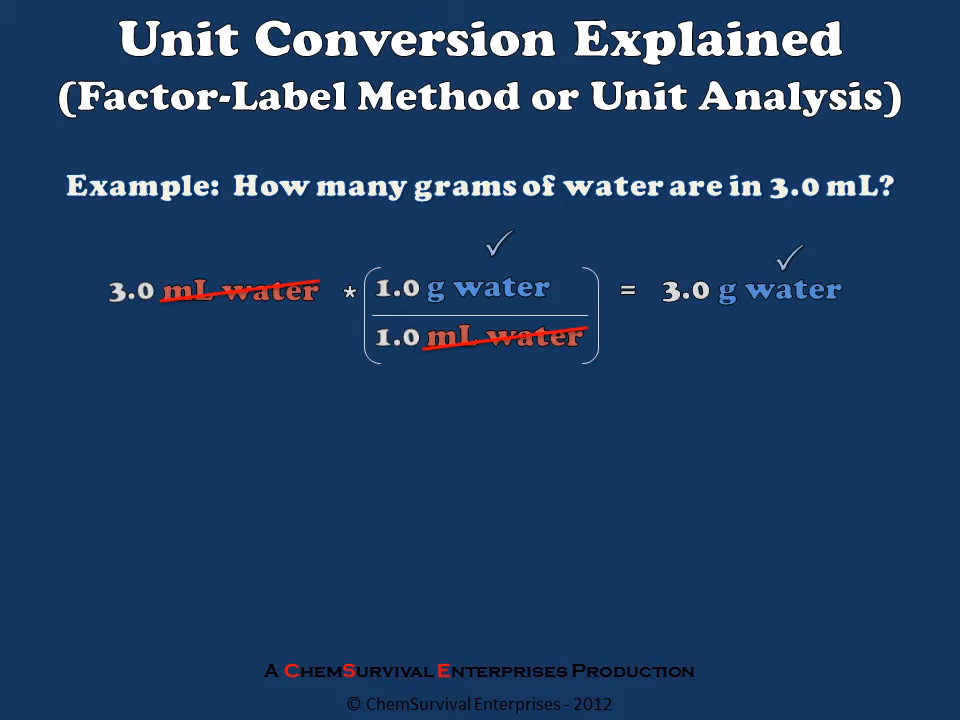 Unit Conversion Explained
(Factor-Label Method or Unit Analysis)
Example: How many grams of water are in 3.0 mL?
3.0 mL water * 1.0 g water = 3.0 g water
1.0 mL water
A ChemSurvival Enterprises Production
© ChemSurvival Enterprises - 2012